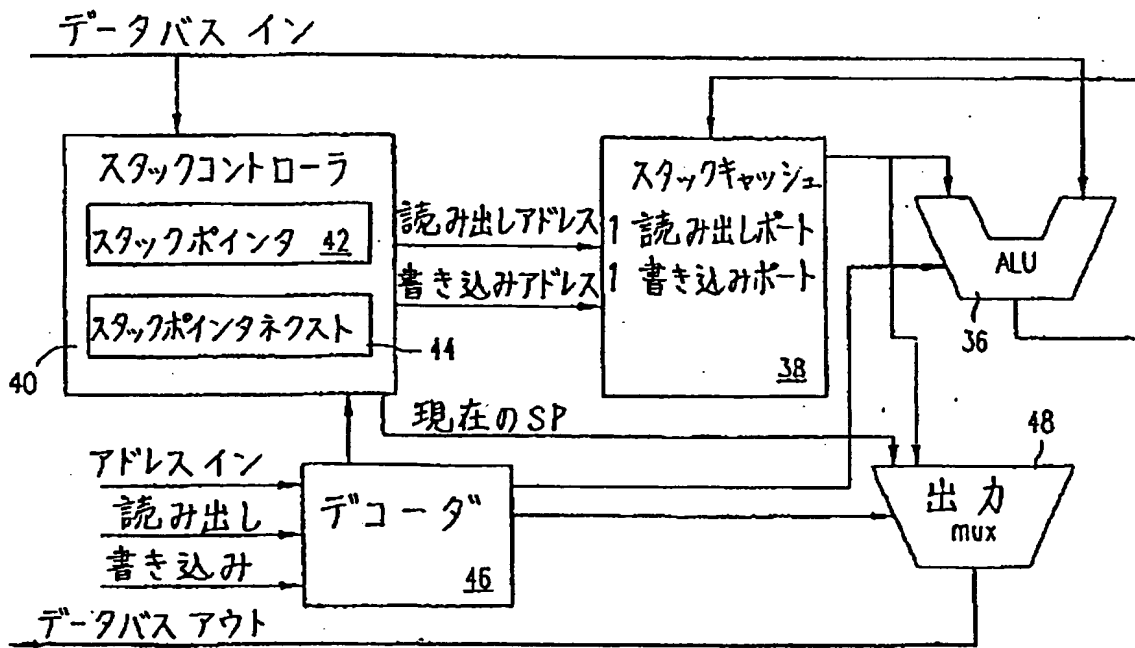 データバス イン
スタックコントローラ
スタックポインタ 42
スタックポインタネクスト
44
40
読み出しアドレス
書き込みアドレス
スタックキャッシュ
1 読み出しポート
1 書き込みポート
38
ALU
36
現在のSP
アドレス イン
読み出し
書き込み
デコーダ
46
48
出力
mux
データバス アウト